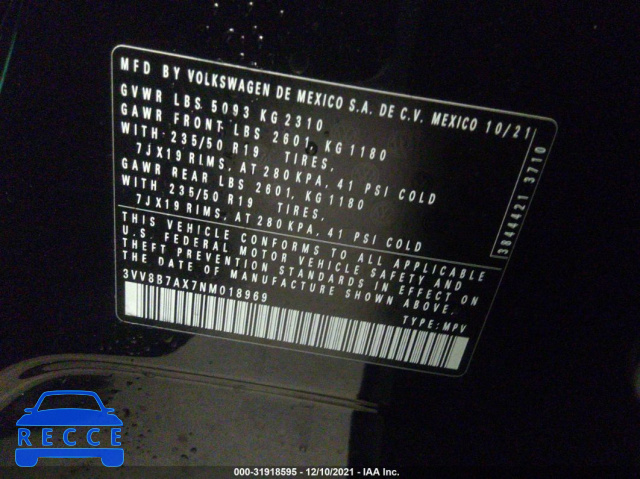 MFD BY VOLKSWAGEN DE MEXICO S.A. DE C.V. MEXICO 10/21
GVWR LBS 5093 KG 2310
GAWR FRONT LBS 2601, KG 1180
WITH 235/50 R19 TIRES,
7JX19 RIMS, AT 280 KPA, 41 PSI COLD
GAWR REAR LBS 2601, KG 1180
WITH 235/50 R19 TIRES,
7JX19 RIMS, AT 280 KPA, 41 PSI COLD
THIS VEHICLE CONFORMS TO ALL APPLICABLE
U.S. FEDERAL MOTOR VEHICLE SAFETY AND
THEFT PREVENTION STANDARDS IN EFFECT ON
THE DATE OF MANUFACTURE SHOWN ABOVE.
3VV8B7AX7NM018969
TYPE: MPV
3844421 3710
RECCE
000-31918595 - 12/10/2021 - IAA Inc.